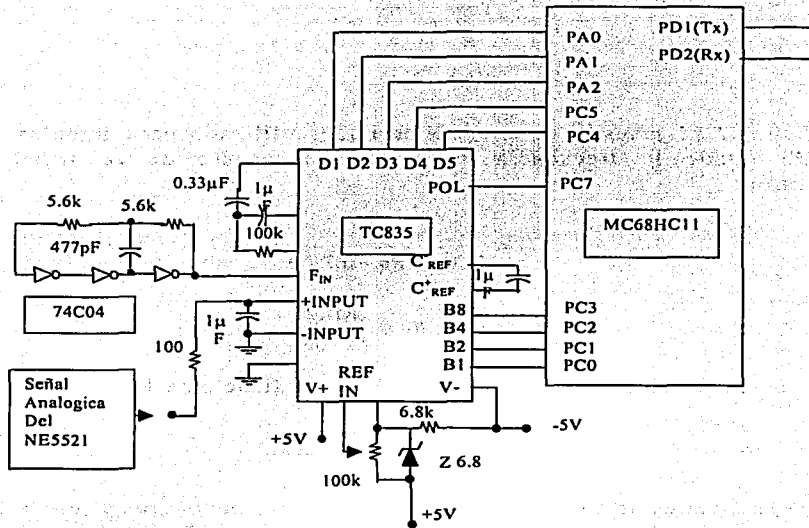 PD1(Tx)
PA0
PD2(Rx)
PA1
PA2
PC5
PC4
D1 D2 D3 D4 D5
0.33µF
1µ
F
POL
PC7
5.6k
5.6k
100k
TC835
MC68HC11
477pF
C⁻REF
1µ
F
FIN
C⁺REF
74C04
+INPUT
1µ
F
B8
PC3
-INPUT
B4
PC2
100
B2
PC1
REF
B1
PC0
V+
IN
V-
Señal
Analogica
Del
NE5521
6.8k
+5V
-5V
Z 6.8
100k
+5V